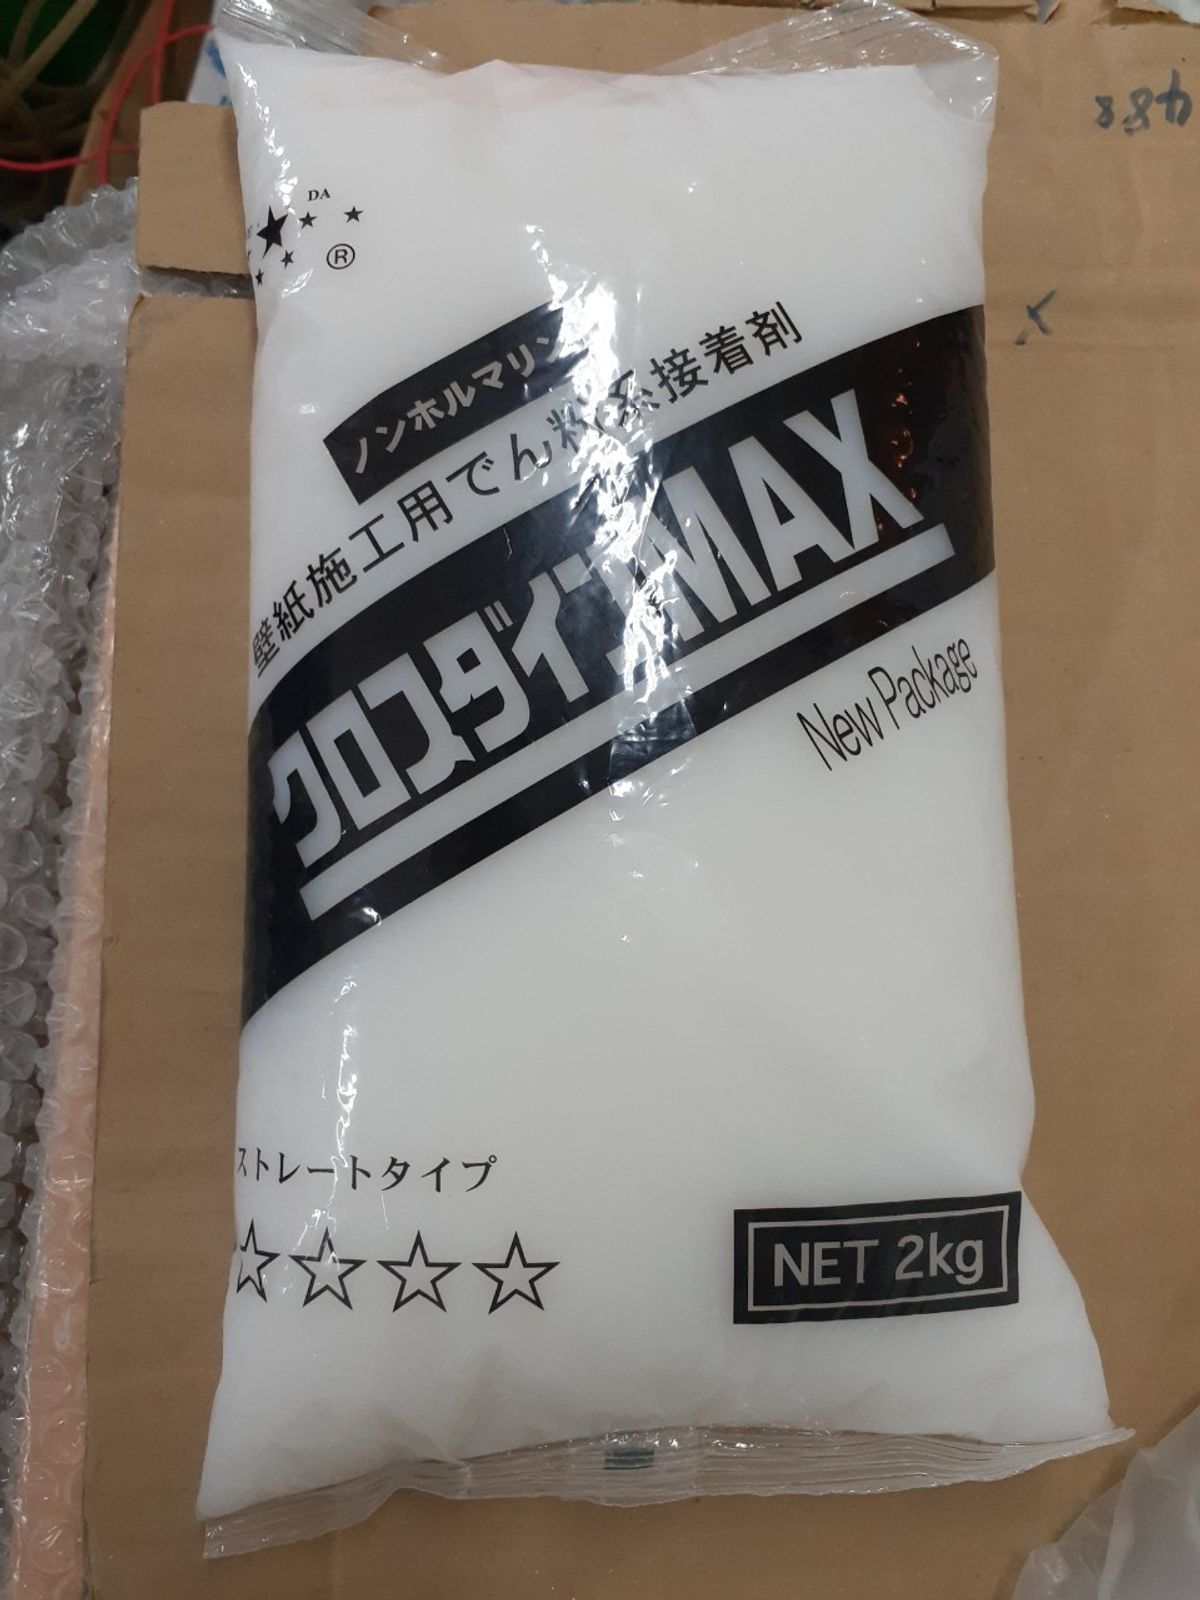 DA
®
ノンホルマリン
壁紙施工用でん粉系接着剤
クロスダインMAX
New Package
ストレートタイプ
☆☆☆☆
NET 2kg